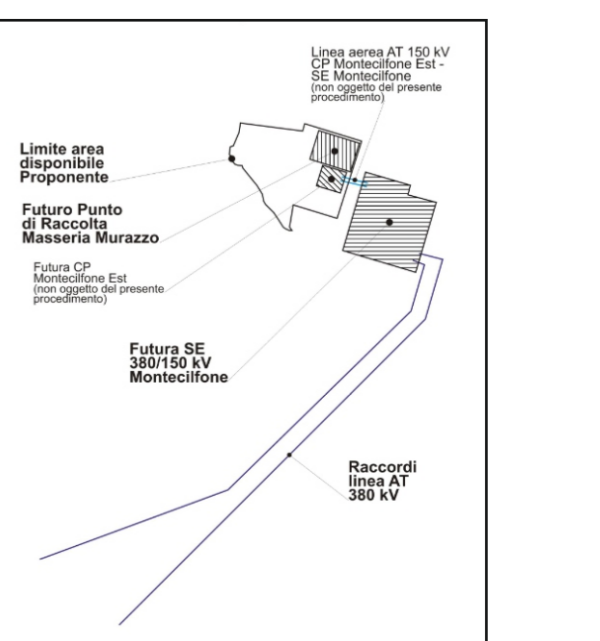 Linea aerea AT 150 kV
CP Montecilfone Est -
SE Montecilfone
(non oggetto del presente
procedimento)
Limite area
disponibile
Proponente
Futuro Punto
di Raccolta
Masseria Murazzo
Futura CP
Montecilfone Est
(non oggetto del presente
procedimento)
Futura SE
380/150 kV
Montecilfone
Raccordi
linea AT
380 kV